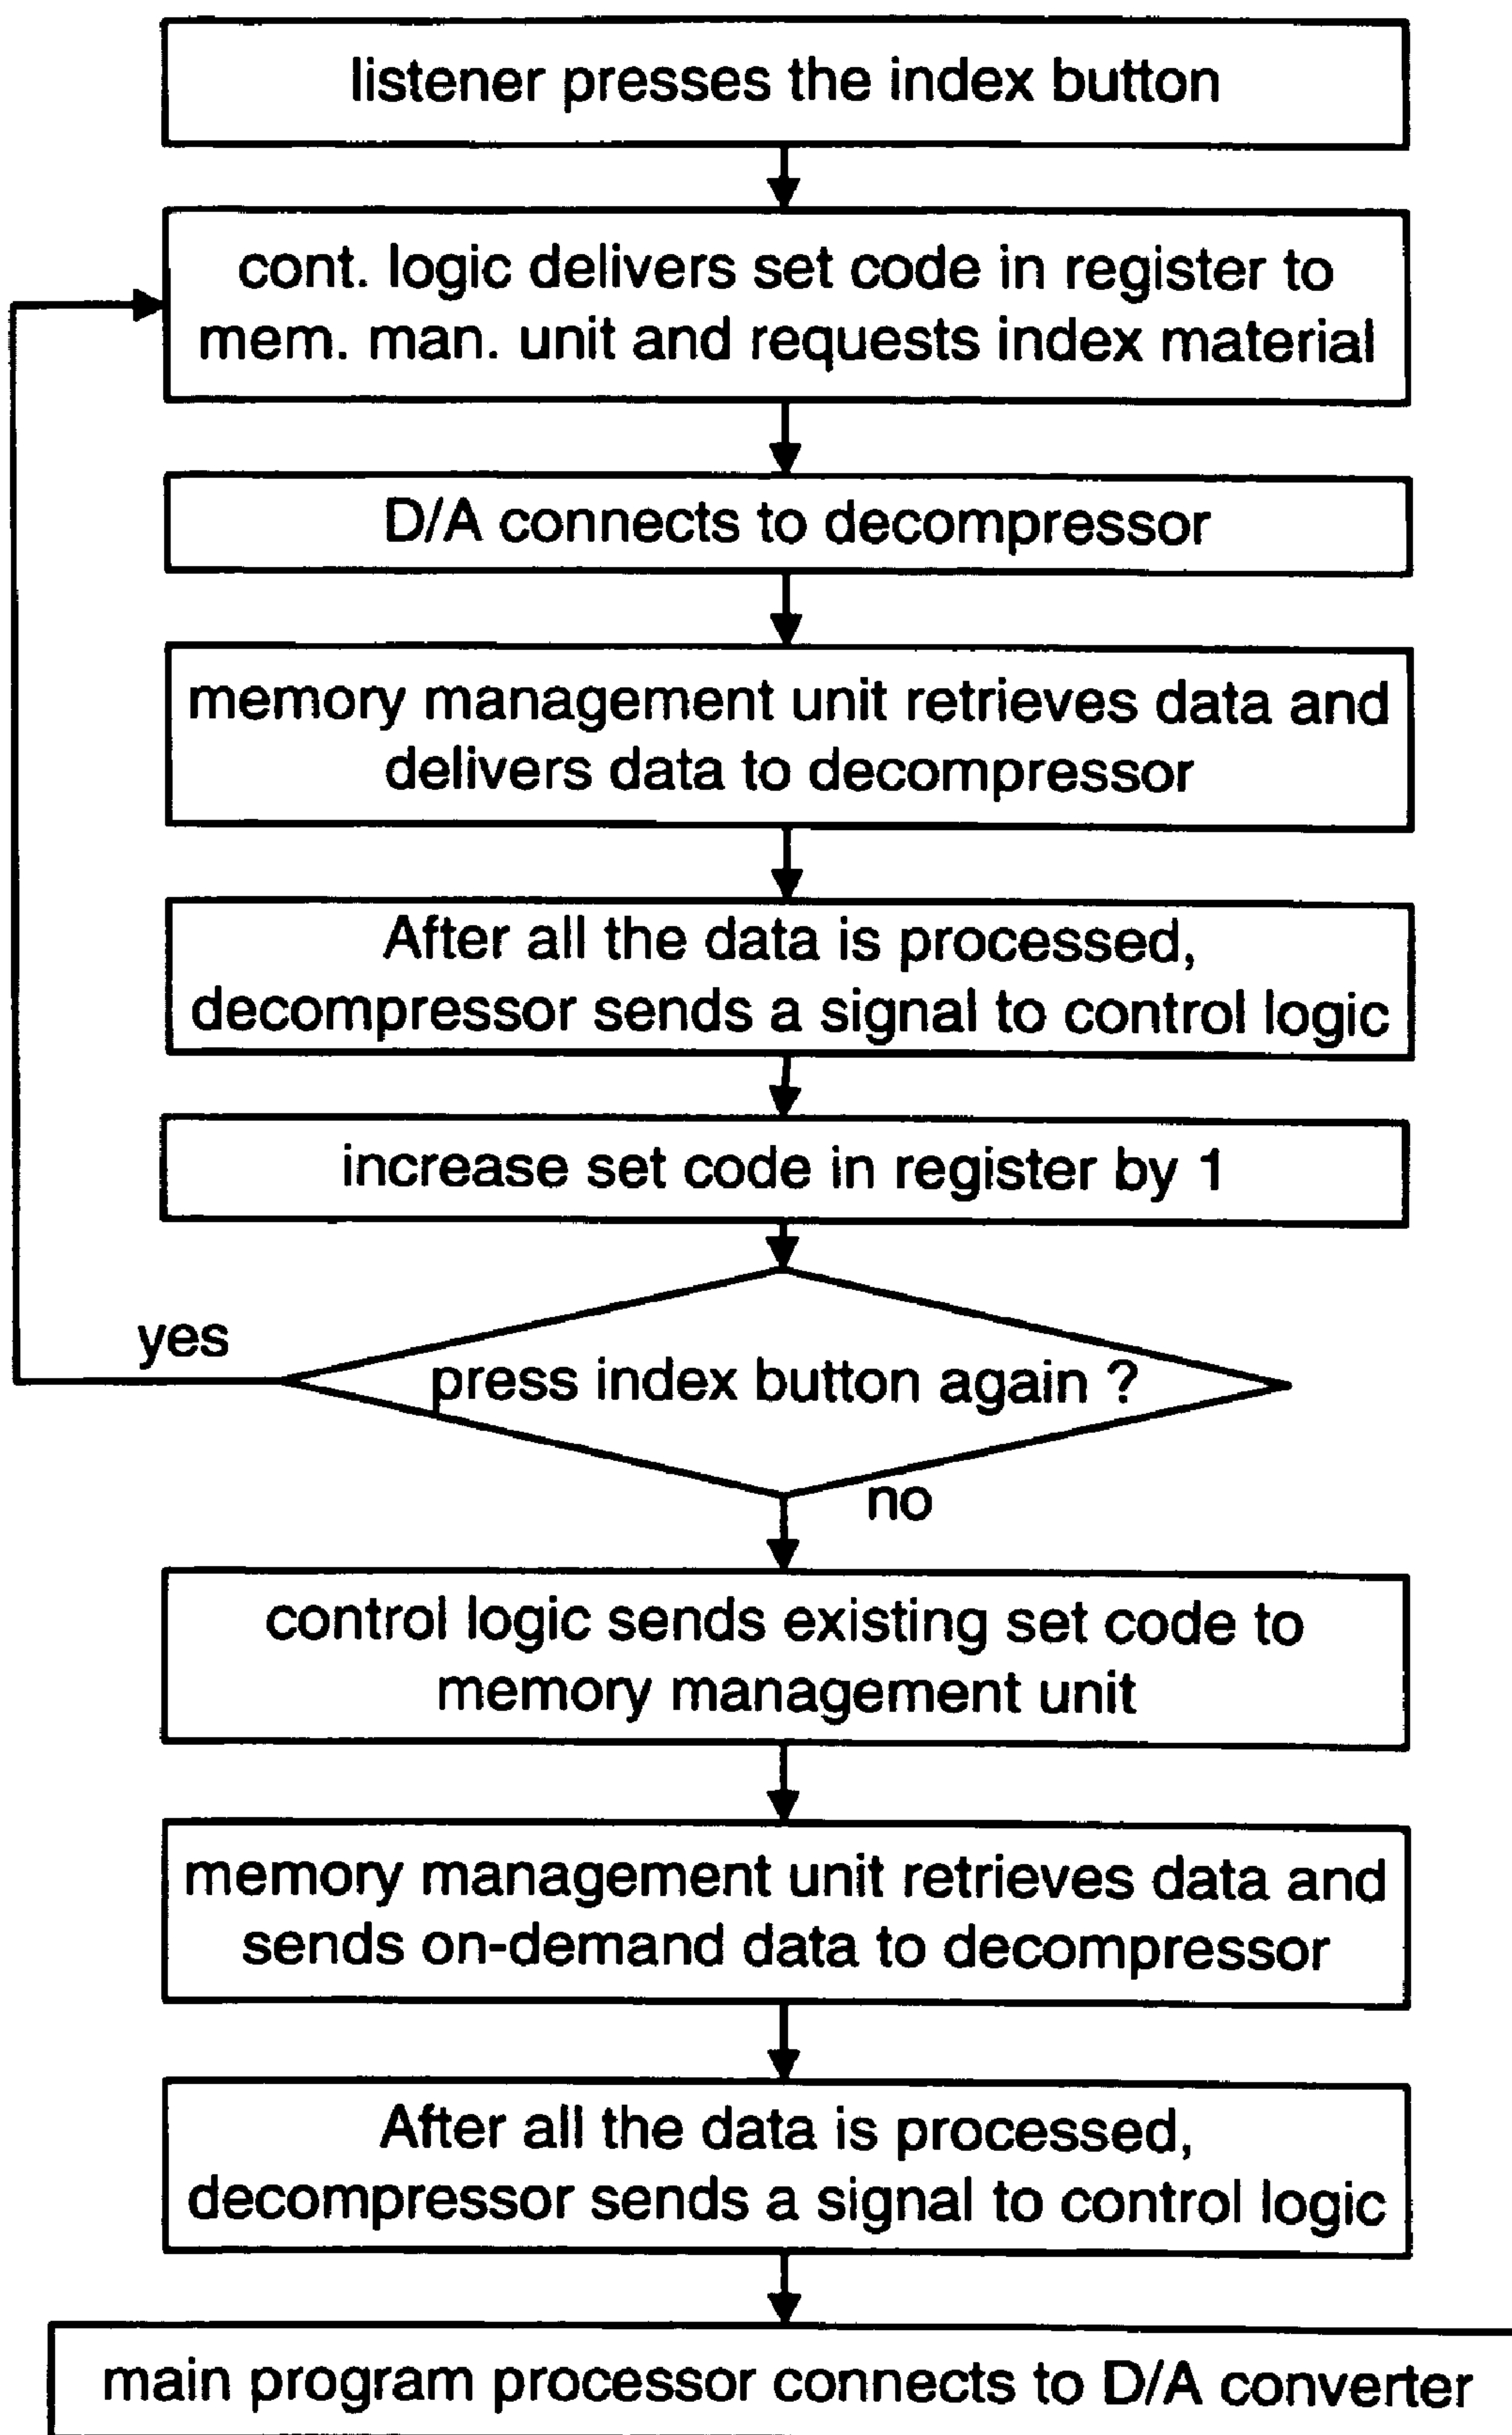 listener presses the index button
cont. logic delivers set code in register to
mem. man. unit and requests index material
D/A connects to decompressor
memory management unit retrieves data and
delivers data to decompressor
After all the data is processed,
decompressor sends a signal to control logic
increase set code in register by 1
yes
press index button again ?
no
control logic sends existing set code to
memory management unit
memory management unit retrieves data and
sends on-demand data to decompressor
After all the data is processed,
decompressor sends a signal to control logic
main program processor connects to D/A converter